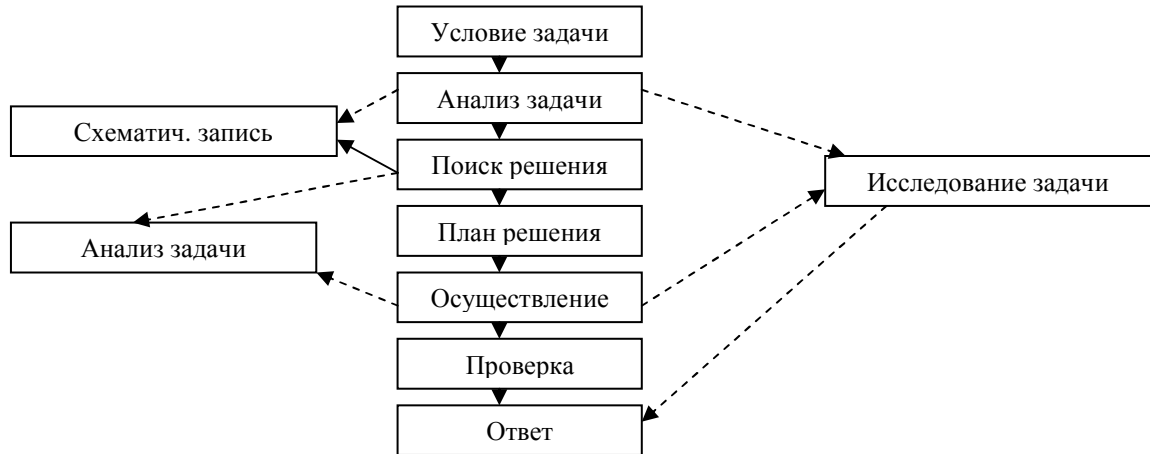 Условие задачи
Анализ задачи
Схематич. запись
Поиск решения
Исследование задачи
План решения
Анализ задачи
Осуществление
Проверка
Ответ